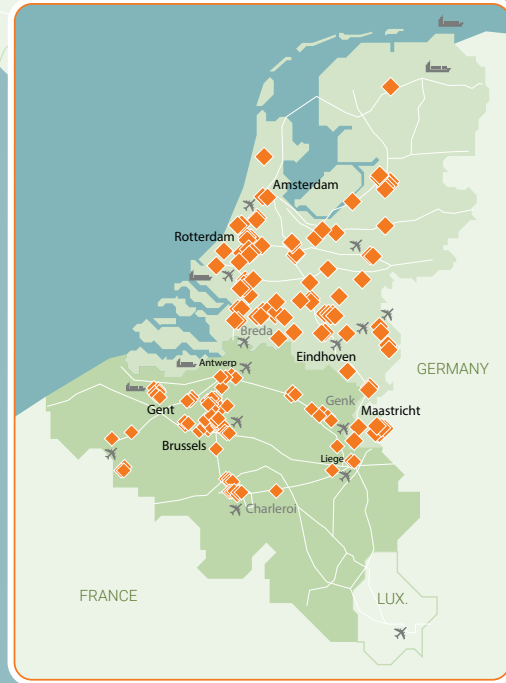 Amsterdam
Rotterdam
Breda
Eindhoven
Antwerp
GERMANY
Genk
Gent
Maastricht
Brussels
Liege
Charleroi
FRANCE
LUX.